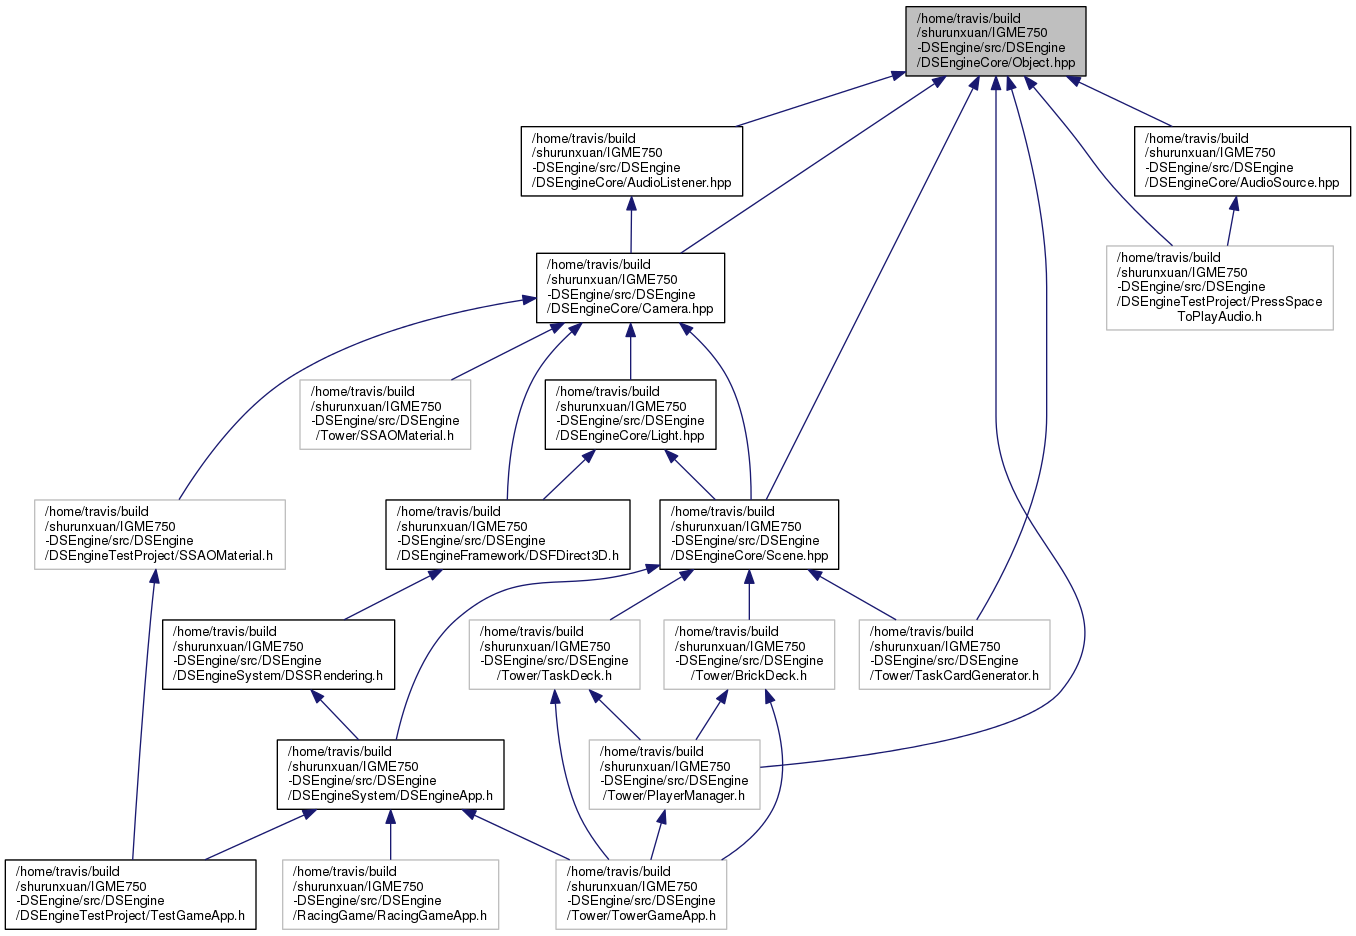 /home/travis/build
/shurunxuan/IGME750
-DSEngine/src/DSEngine
/DSEngineCore/Object.hpp
/home/travis/build
/shurunxuan/IGME750
-DSEngine/src/DSEngine
/DSEngineCore/AudioListener.hpp
/home/travis/build
/shurunxuan/IGME750
-DSEngine/src/DSEngine
/DSEngineCore/AudioSource.hpp
/home/travis/build
/shurunxuan/IGME750
-DSEngine/src/DSEngine
/DSEngineCore/Camera.hpp
/home/travis/build
/shurunxuan/IGME750
-DSEngine/src/DSEngine
/DSEngineTestProject/PressSpace
ToPlayAudio.h
/home/travis/build
/shurunxuan/IGME750
-DSEngine/src/DSEngine
/Tower/SSAOMaterial.h
/home/travis/build
/shurunxuan/IGME750
-DSEngine/src/DSEngine
/DSEngineCore/Light.hpp
/home/travis/build
/shurunxuan/IGME750
-DSEngine/src/DSEngine
/DSEngineTestProject/SSAOMaterial.h
/home/travis/build
/shurunxuan/IGME750
-DSEngine/src/DSEngine
/DSEngineFramework/DSFDirect3D.h
/home/travis/build
/shurunxuan/IGME750
-DSEngine/src/DSEngine
/DSEngineCore/Scene.hpp
/home/travis/build
/shurunxuan/IGME750
-DSEngine/src/DSEngine
/DSEngineSystem/DSSRendering.h
/home/travis/build
/shurunxuan/IGME750
-DSEngine/src/DSEngine
/Tower/TaskDeck.h
/home/travis/build
/shurunxuan/IGME750
-DSEngine/src/DSEngine
/Tower/BrickDeck.h
/home/travis/build
/shurunxuan/IGME750
-DSEngine/src/DSEngine
/Tower/TaskCardGenerator.h
/home/travis/build
/shurunxuan/IGME750
-DSEngine/src/DSEngine
/DSEngineSystem/DSEngineApp.h
/home/travis/build
/shurunxuan/IGME750
-DSEngine/src/DSEngine
/Tower/PlayerManager.h
/home/travis/build
/shurunxuan/IGME750
-DSEngine/src/DSEngine
/DSEngineTestProject/TestGameApp.h
/home/travis/build
/shurunxuan/IGME750
-DSEngine/src/DSEngine
/RacingGame/RacingGameApp.h
/home/travis/build
/shurunxuan/IGME750
-DSEngine/src/DSEngine
/Tower/TowerGameApp.h